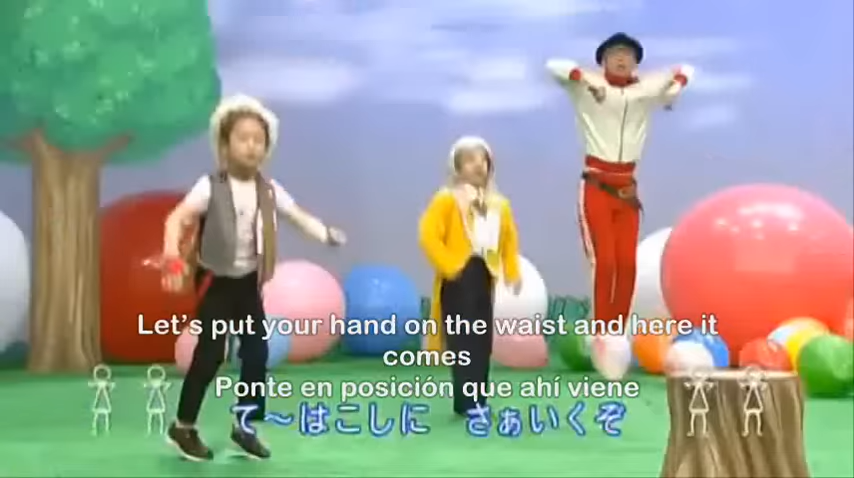 Let's put your hand on the waist and here it
comes
Ponte en posición que ahí viene
て～はこしに　さぁいくぞ